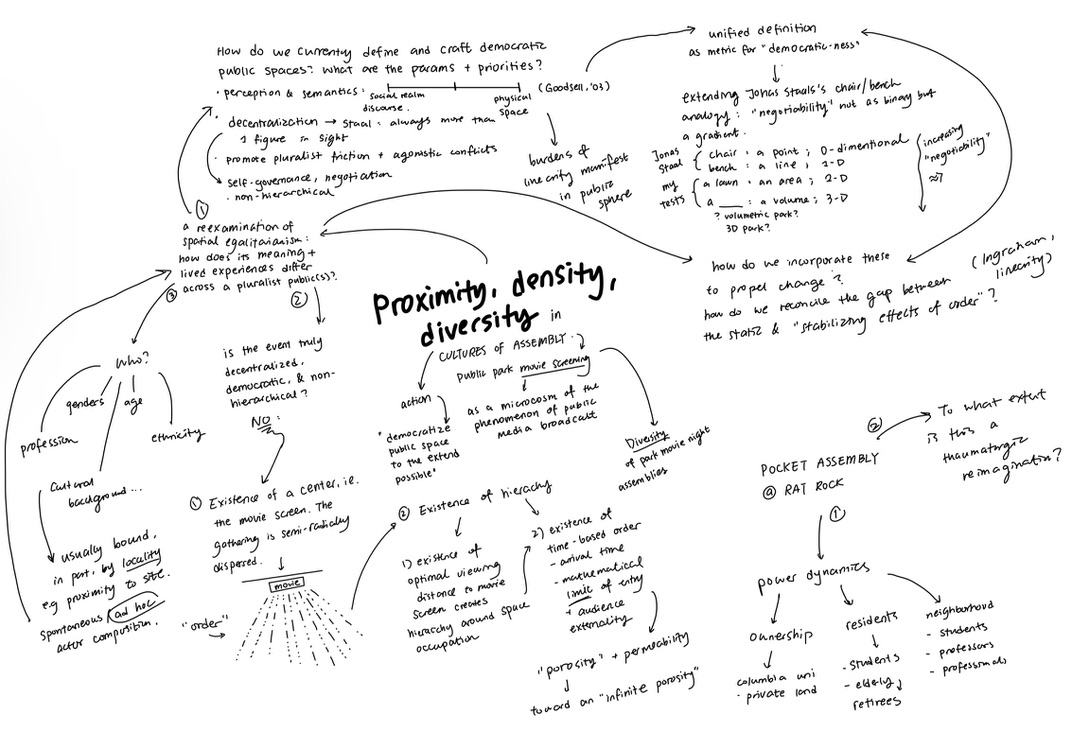 How do we currently define and craft democratic
public spaces? what are the params + priorities?
· perception & semantics:
social realm
discourse.
physical
space
(Goodsell, '03)
· decentralization → Staal: always more than
1 figure in sight
· promote pluralist friction + agonistic conflicts
self-governance, negotiation
· non-hierarchical
burdens of
linearity manifest
in public
sphere
unified definition
as metric for "democratic-ness"
extending Jonas Staals's chair/bench
analogy: "negotiability" not as binary but
a gradient.
Jonas
Staal
chair: a point; 0-dimentional
bench: a line; 1-D
my
tests
a lawn: an area; 2-D
a ___: a volume; 3-D
? volumetric park?
3D park?
increasing
"negotiability"
how do we incorporate these
to propel change?
how do we reconcile the gap between
the static & "stabilizing effects of order"?
(Ingraham,
linearity)
①
a reexamination of
spatial egalitaianism:
how does its meaning +
lived experiences differ
across a pluralist public(s)?
③
②
Who?
genders
age
profession
ethnicity
cultural
background...
usually bound,
in part, by locality
e.g proximity to site.
spontaneous ad hoc
actor composition.
is the event truly
decentralized,
democratic, & non-
hierarchical?
NO:
① Existence of a center, i.e.
the movie screen. The
gathering is semi-radially
dispersed.
movie
"order"
Proximity, density,
diversity in
CULTURES OF ASSEMBLY:
public park movie screening
action
"democratize
public space
to the extend
possible"
as a microcosm of the
phenomenon of public
media broadcast
Diversity
of park movie night
assemblies
② Existence of hierachy
1) existence of
optimal viewing
distance to movie
screen creates
hierarchy around space
occupation
2) existence of
time-based order
- arrival time
- mathematical
limit of entry
+ audience
externality
"porosity" + permeability
toward an "infinite porosity"
POCKET ASSEMBLY
@ RAT ROCK
②
To what extent
is this a
thaumaturgic
reimagination?
①
power dynamics
ownership
columbia uni
· private land
residents
- students
- elderly
retirees
neighborhood
- students
- professors
- professionals